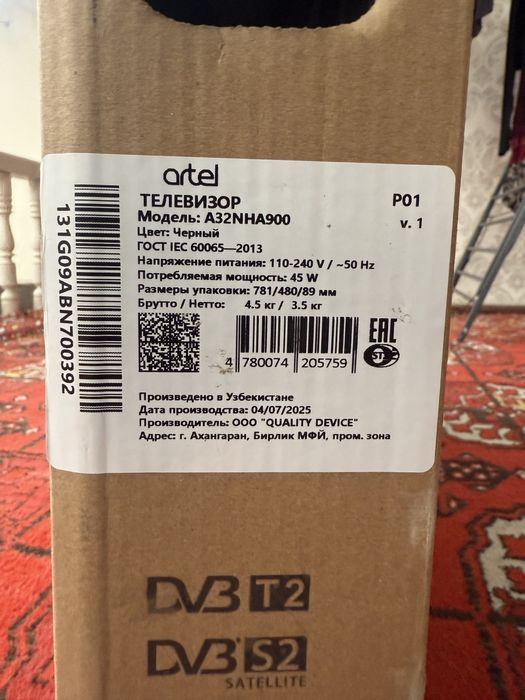 artel
ТЕЛЕВИЗОР P01
Модель: A32NHA900 v. 1
Цвет: Черный
ГОСТ IEC 60065—2013
Напряжение питания: 110-240 V / ~50 Hz
Потребляемая мощность: 45 W
Размеры упаковки: 781/480/89 мм
Брутто / Нетто: 4.5 кг / 3.5 кг
131G09ABN700392
4 780074 205759
EAC
Произведено в Узбекистане
Дата производства: 04/07/2025
Производитель: ООО "QUALITY DEVICE"
Адрес: г. Ахангаран, Бирлик МФЙ, пром. зона
DVB T2
DVB S2
SATELLITE